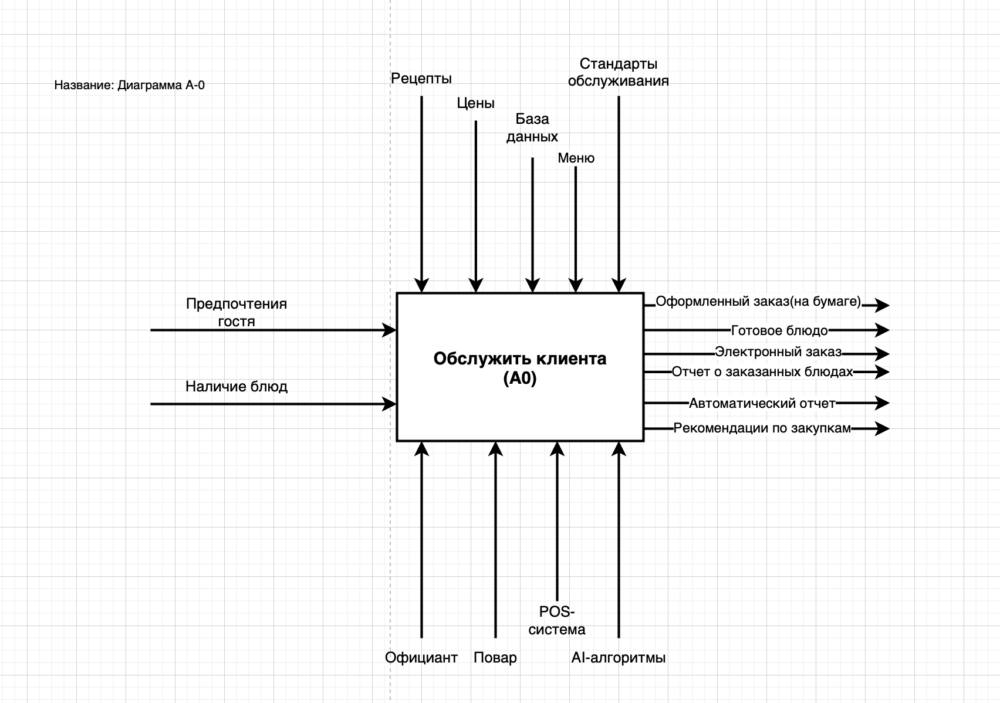 Название: Диаграмма А-0
Рецепты
Цены
База
данных
Меню
Стандарты
обслуживания
Предпочтения
гостя
Наличие блюд
Обслужить клиента
(А0)
Оформленный заказ(на бумаге)
Готовое блюдо
Электронный заказ
Отчет о заказанных блюдах
Автоматический отчет
Рекомендации по закупкам
Официант
Повар
POS-
система
AI-алгоритмы